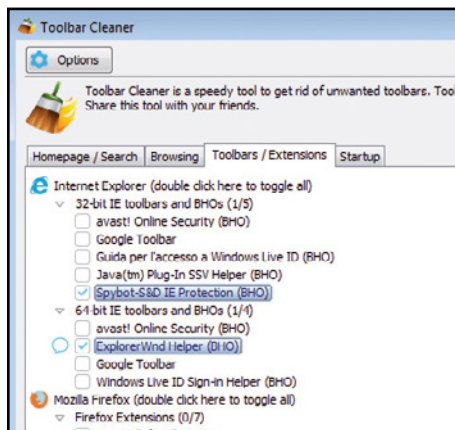 Toolbar Cleaner
Options
Toolbar Cleaner is a speedy tool to get rid of unwanted toolbars.
Share this tool with your friends.
Homepage / Search Browsing Toolbars / Extensions Startup
Internet Explorer (double click here to toggle all)
32-bit IE toolbars and BHOs (1/5)
avast! Online Security (BHO)
Google Toolbar
Guida per l'accesso a Windows Live ID (BHO)
Java(tm) Plug-In SSV Helper (BHO)
Spybot-S&D IE Protection (BHO)
64-bit IE toolbars and BHOs (1/4)
avast! Online Security (BHO)
ExplorerWnd Helper (BHO)
Google Toolbar
Windows Live ID Sign-in Helper (BHO)
Mozilla Firefox (double click here to toggle all)
Firefox Extensions (0/7)